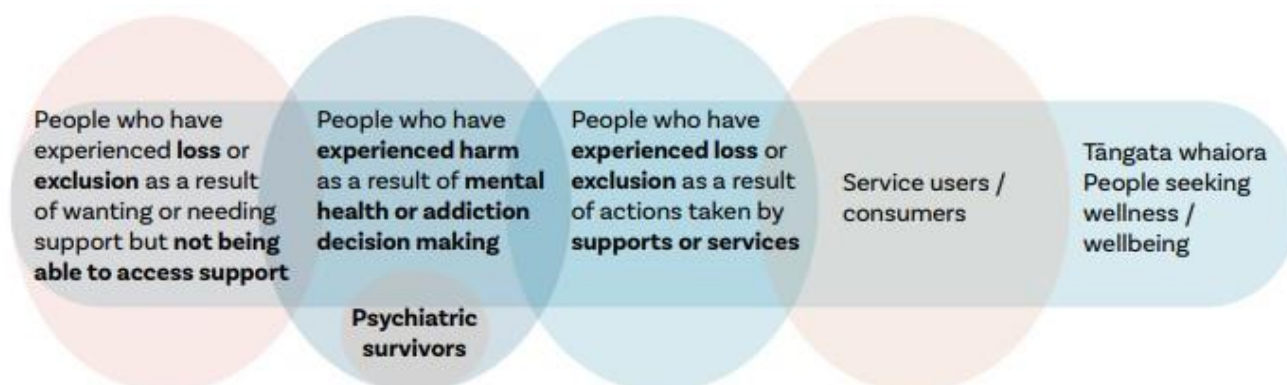 People who have
experienced loss or
exclusion as a result
of wanting or needing
support but not being
able to access support
People who have
experienced harm
as a result of mental
health or addiction
decision making
Psychiatric
survivors
People who have
experienced loss or
exclusion as a result
of actions taken by
supports or services
Service users /
consumers
Tāngata whaiora
People seeking
wellness /
wellbeing